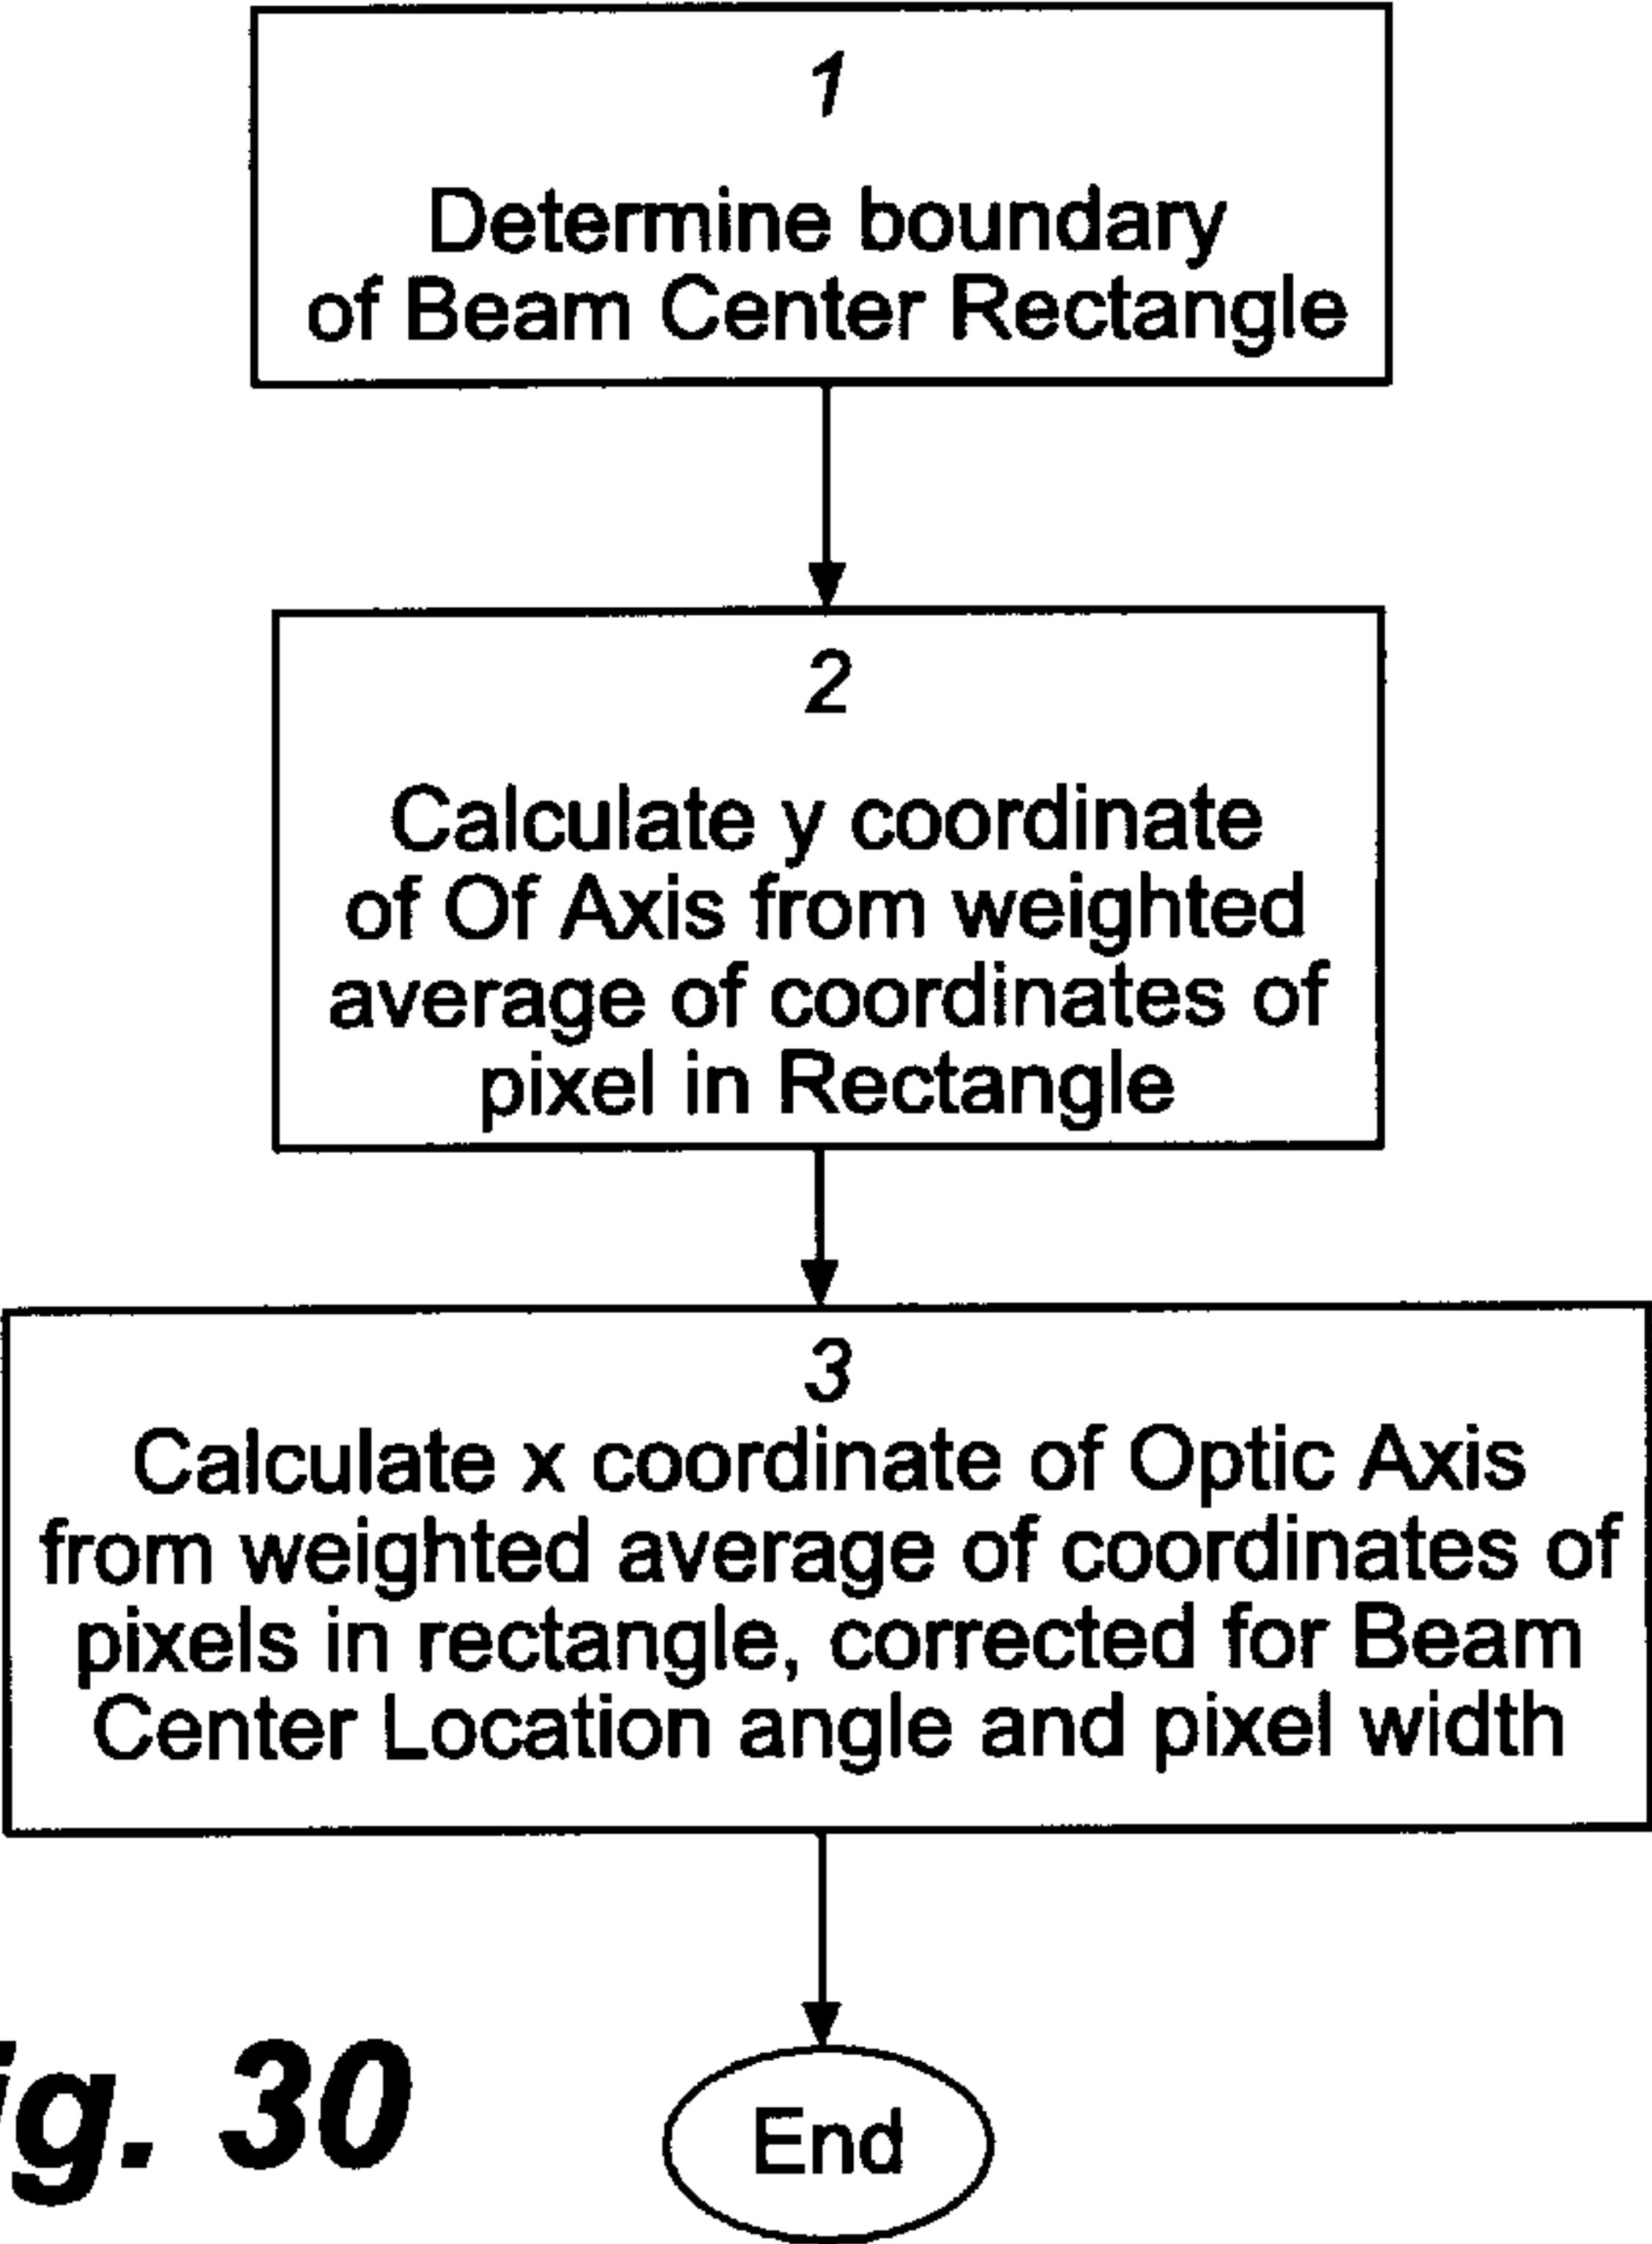 1
Determine boundary
of Beam Center Rectangle
2
Calculate y coordinate
of Of Axis from weighted
average of coordinates of
pixel in Rectangle
3
Calculate x coordinate of Optic Axis
from weighted average of coordinates of
pixels in rectangle, corrected for Beam
Center Location angle and pixel width
ig. 30
End